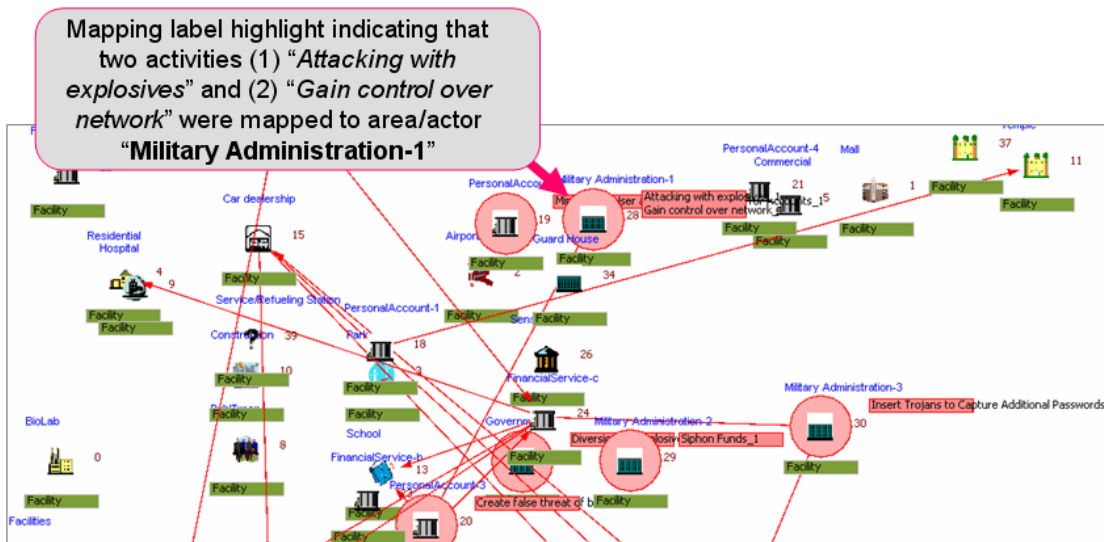 Mapping label highlight indicating that
two activities (1) “Attacking with
explosives” and (2) “Gain control over
network” were mapped to area/actor
“Military Administration-1”
37
11
Facility
Mall
1
Facility
PersonalAccount-4
Commercial
21
5
Facility
Facility
Military Administration-1
Attacking with
Gain control over network
28
Facility
19
Facility
Guard House
34
Facility
2
Facility
Facility
Car dealership
15
Facility
Residential
Hospital
4
9
Facility
Facility
Service/Refueling Station
39
Facility
10
Facility
8
Facility
PersonalAccount-1
Park
18
3
Facility
26
FinancialService-c
Facility
24
Facility
Military Administration-2
Siphon Funds_1
29
Facility
Military Administration-3
Insert Trojans to Capture Additional Passwords
30
Facility
Create false threat of
School
FinancialService-b
13
Facility
PersonalAccount-3
20
BioLab
0
Facility
Facilities